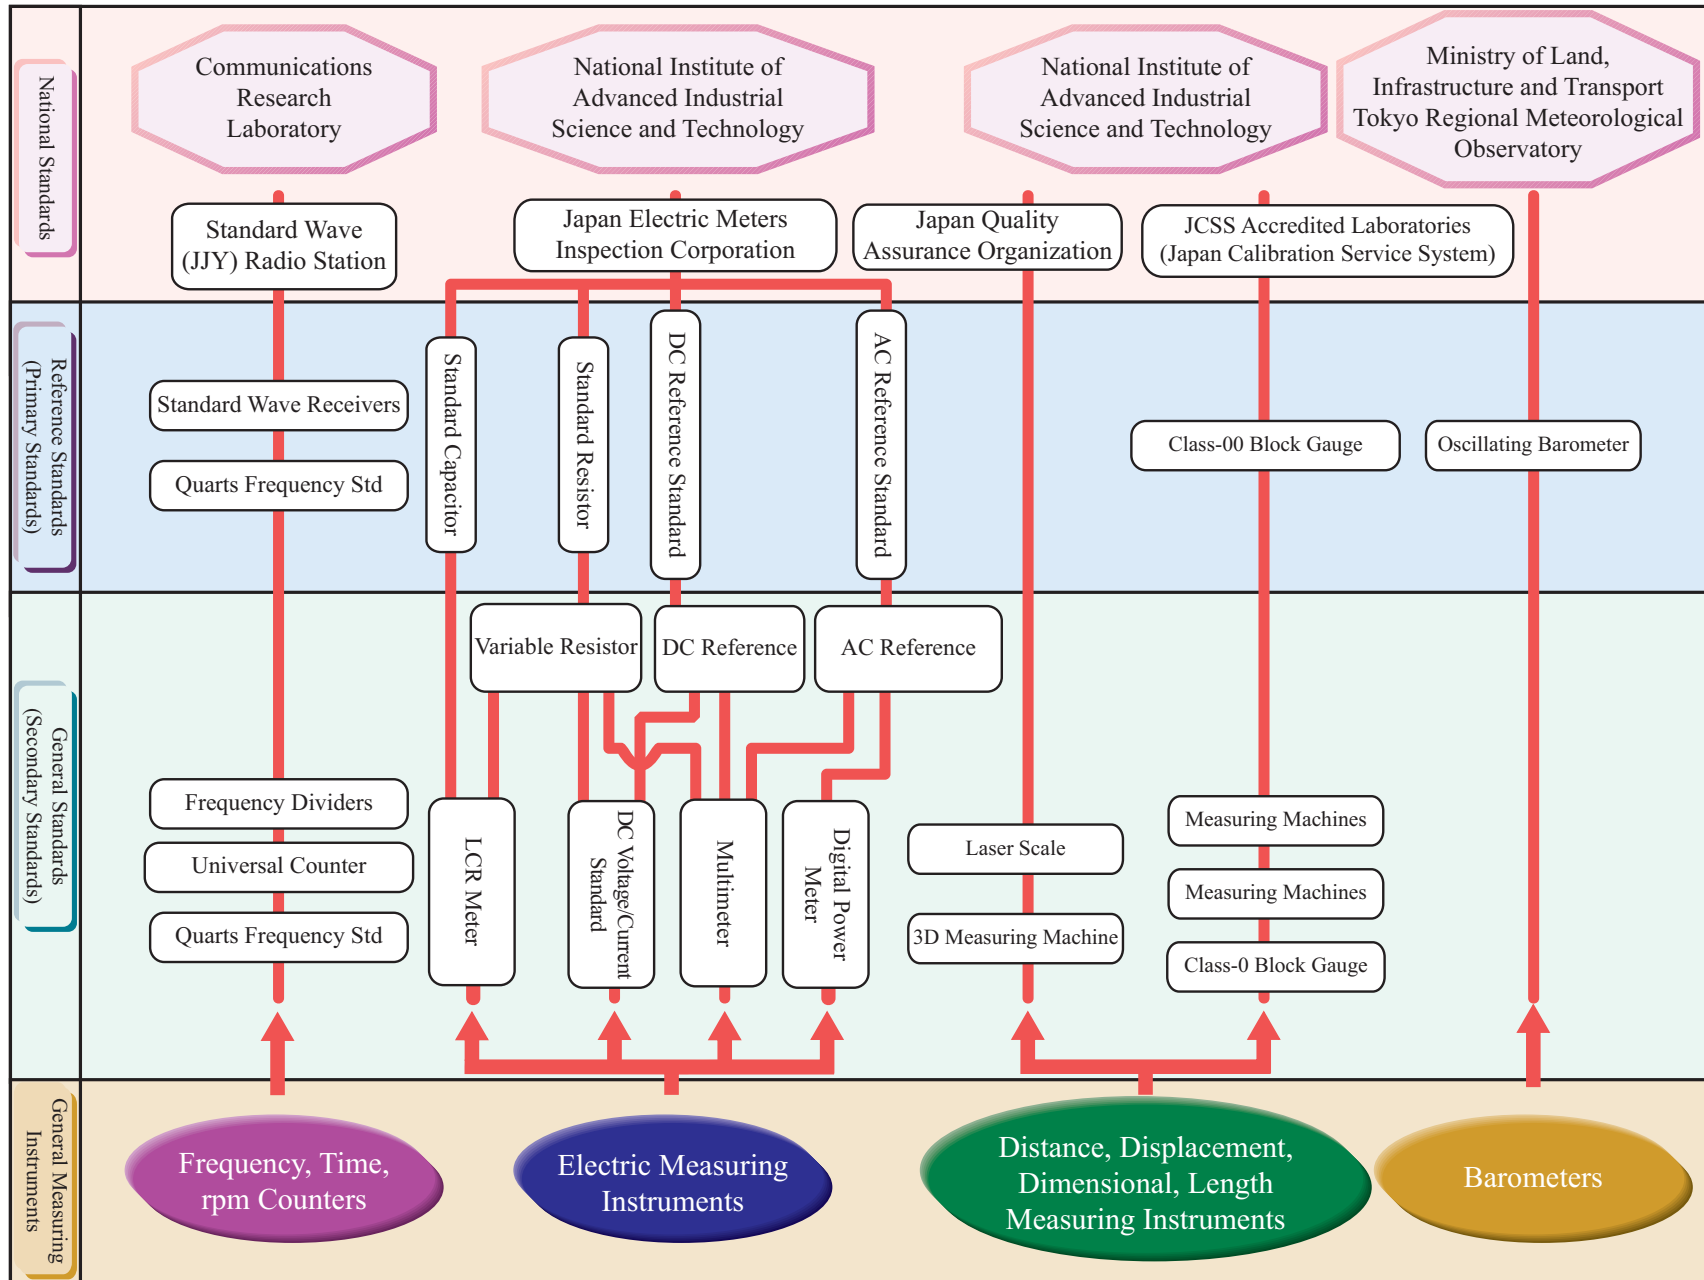 National Standards
Communications
Research
Laboratory
National Institute of
Advanced Industrial
Science and Technology
National Institute of
Advanced Industrial
Science and Technology
Ministry of Land,
Infrastructure and Transport
Tokyo Regional Meteorological
Observatory
Standard Wave
(JJY) Radio Station
Japan Electric Meters
Inspection Corporation
Japan Quality
Assurance Organization
JCSS Accredited Laboratories
(Japan Calibration Service System)
Reference Standards
(Primary Standards)
Standard Wave Receivers
Quarts Frequency Std
Standard Capacitor
Standard Resistor
DC Reference Standard
AC Reference Standard
Class-00 Block Gauge
Oscillating Barometer
General Standards
(Secondary Standards)
Variable Resistor
DC Reference
AC Reference
Frequency Dividers
Universal Counter
Quarts Frequency Std
LCR Meter
DC Voltage/Current
Standard
Multimeter
Digital Power
Meter
Laser Scale
3D Measuring Machine
Measuring Machines
Measuring Machines
Class-0 Block Gauge
General Measuring
Instruments
Frequency, Time,
rpm Counters
Electric Measuring
Instruments
Distance, Displacement,
Dimensional, Length
Measuring Instruments
Barometers